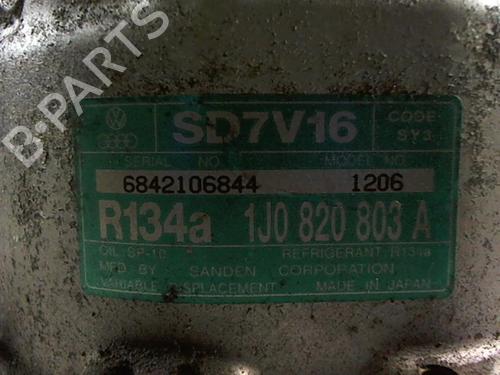 B-PARTS
SD7V16
CODE
SY3
SERIAL NO. MODEL NO.
6842106844 1206
R134a 1J0 820 803 A
OIL SP-10 REFRIGERANT R134a
MFD BY SANDEN CORPORATION
VARIABLE DISPLACEMENT MADE IN JAPAN